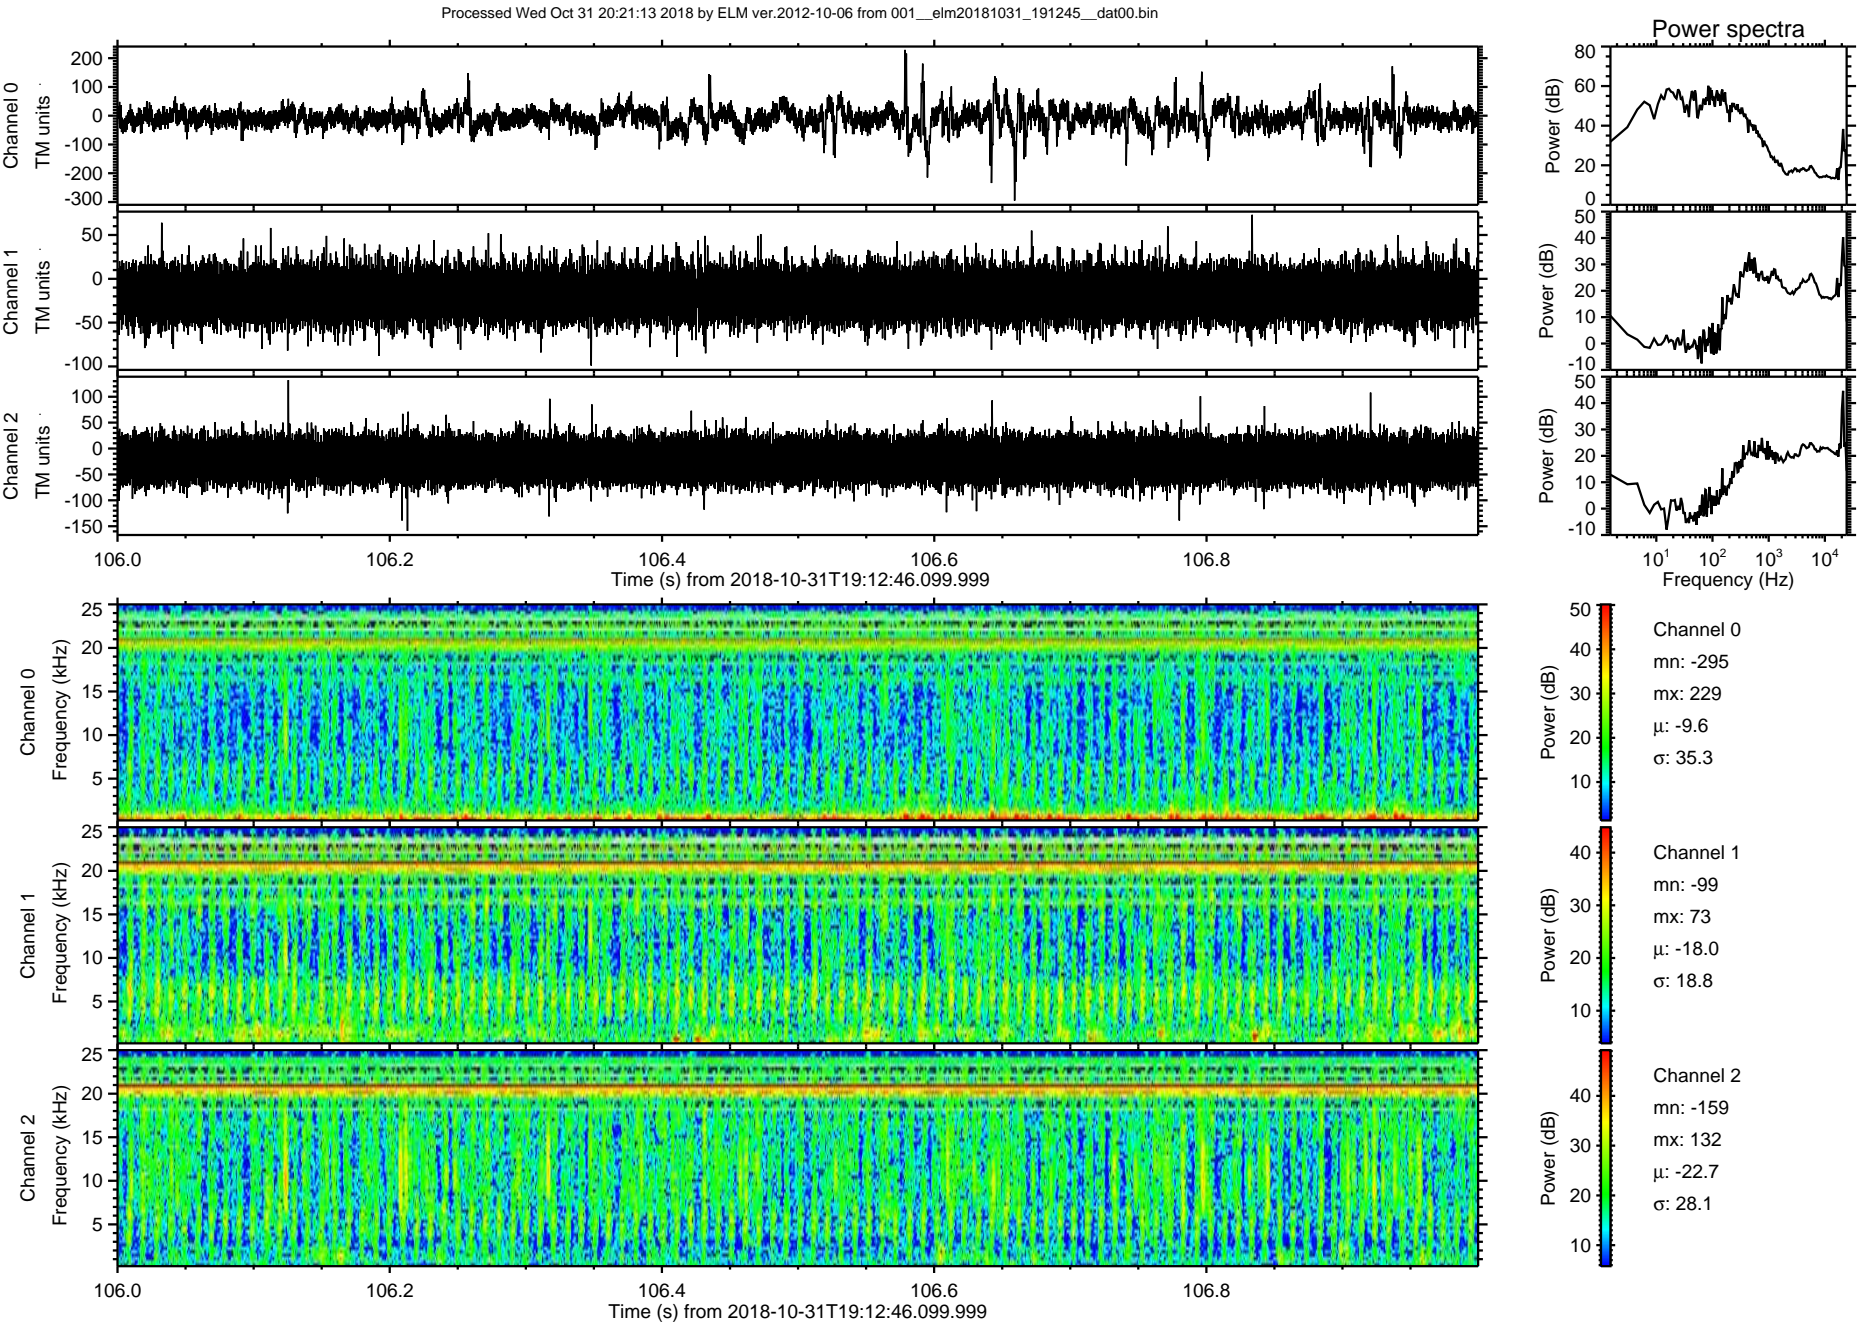 Processed Wed Oct 31 20:21:13 2018 by ELM ver.2012-10-06 from 001__elm20181031_191245__dat00.bin
Power spectra
Channel 0
TM units
200
100
0
-100
-200
-300
Power (dB)
80
60
40
20
0
Channel 1
TM units
50
0
-50
-100
Power (dB)
50
40
30
20
10
0
-10
Channel 2
TM units
100
50
0
-50
-100
-150
Power (dB)
50
40
30
20
10
0
-10
106.0 106.2 106.4 106.6 106.8
Time (s) from 2018-10-31T19:12:46.099.999
10¹ 10² 10³ 10⁴
Frequency (Hz)
Channel 0
Frequency (kHz)
25
20
15
10
5
Power (dB)
50
40
30
20
10
Channel 0
mn: -295
mx: 229
μ: -9.6
σ: 35.3
Channel 1
Frequency (kHz)
25
20
15
10
5
Power (dB)
40
30
20
10
Channel 1
mn: -99
mx: 73
μ: -18.0
σ: 18.8
Channel 2
Frequency (kHz)
25
20
15
10
5
Power (dB)
40
30
20
10
Channel 2
mn: -159
mx: 132
μ: -22.7
σ: 28.1
106.0 106.2 106.4 106.6 106.8
Time (s) from 2018-10-31T19:12:46.099.999